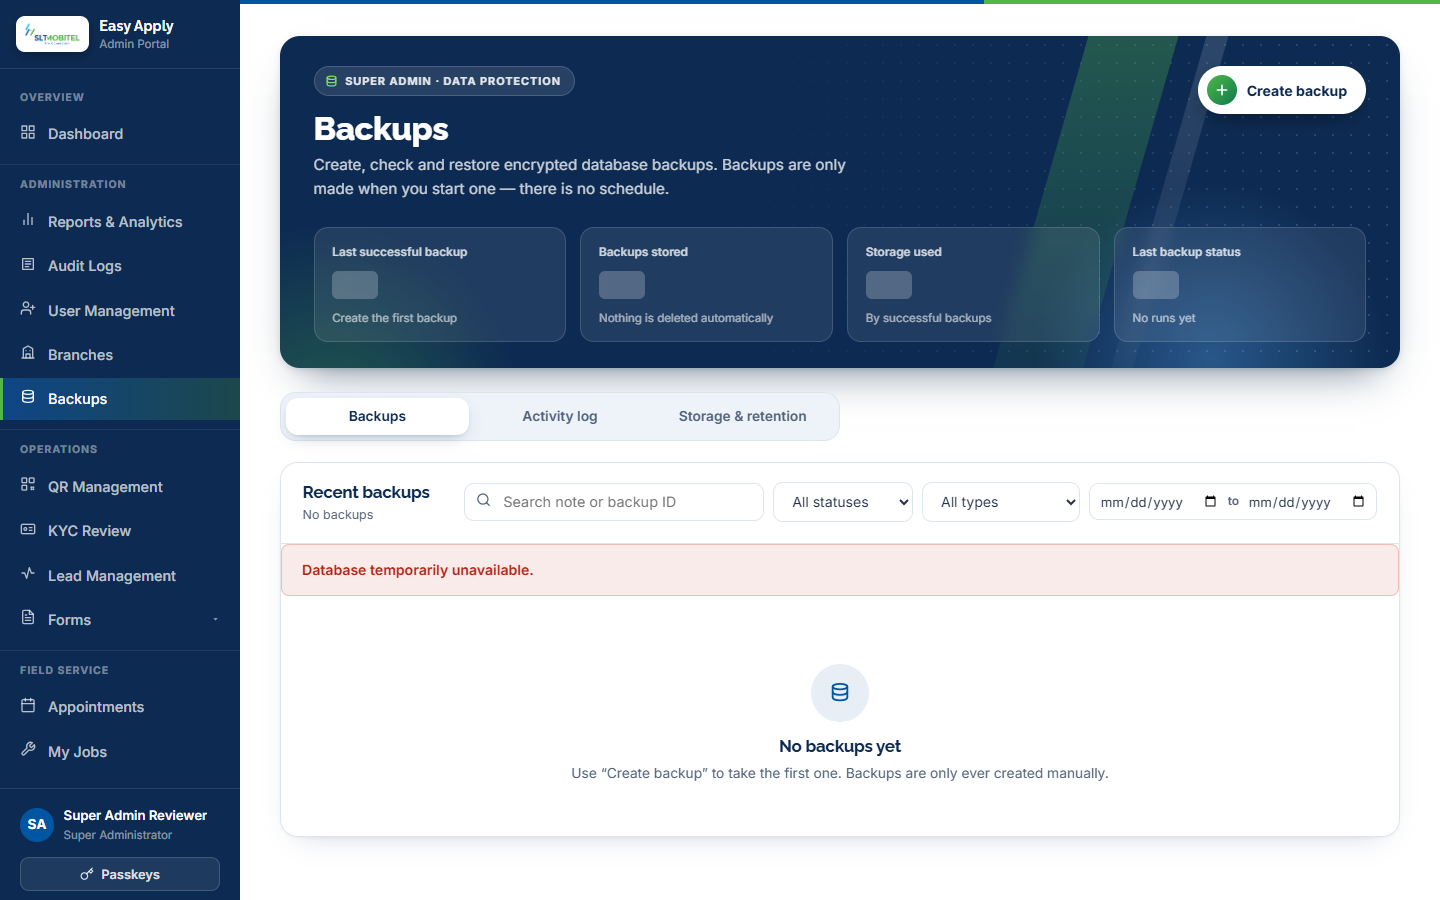 SLTMOBITEL
Easy Apply
Admin Portal
OVERVIEW
Dashboard
ADMINISTRATION
Reports & Analytics
Audit Logs
User Management
Branches
Backups
OPERATIONS
QR Management
KYC Review
Lead Management
Forms
FIELD SERVICE
Appointments
My Jobs
SA
Super Admin Reviewer
Super Administrator
Passkeys
SUPER ADMIN · DATA PROTECTION
Create backup
Backups
Create, check and restore encrypted database backups. Backups are only
made when you start one — there is no schedule.
Last successful backup
Create the first backup
Backups stored
Nothing is deleted automatically
Storage used
By successful backups
Last backup status
No runs yet
Backups
Activity log
Storage & retention
Recent backups
No backups
Search note or backup ID
All statuses
All types
mm/dd/yyyy to mm/dd/yyyy
Database temporarily unavailable.
No backups yet
Use “Create backup” to take the first one. Backups are only ever created manually.